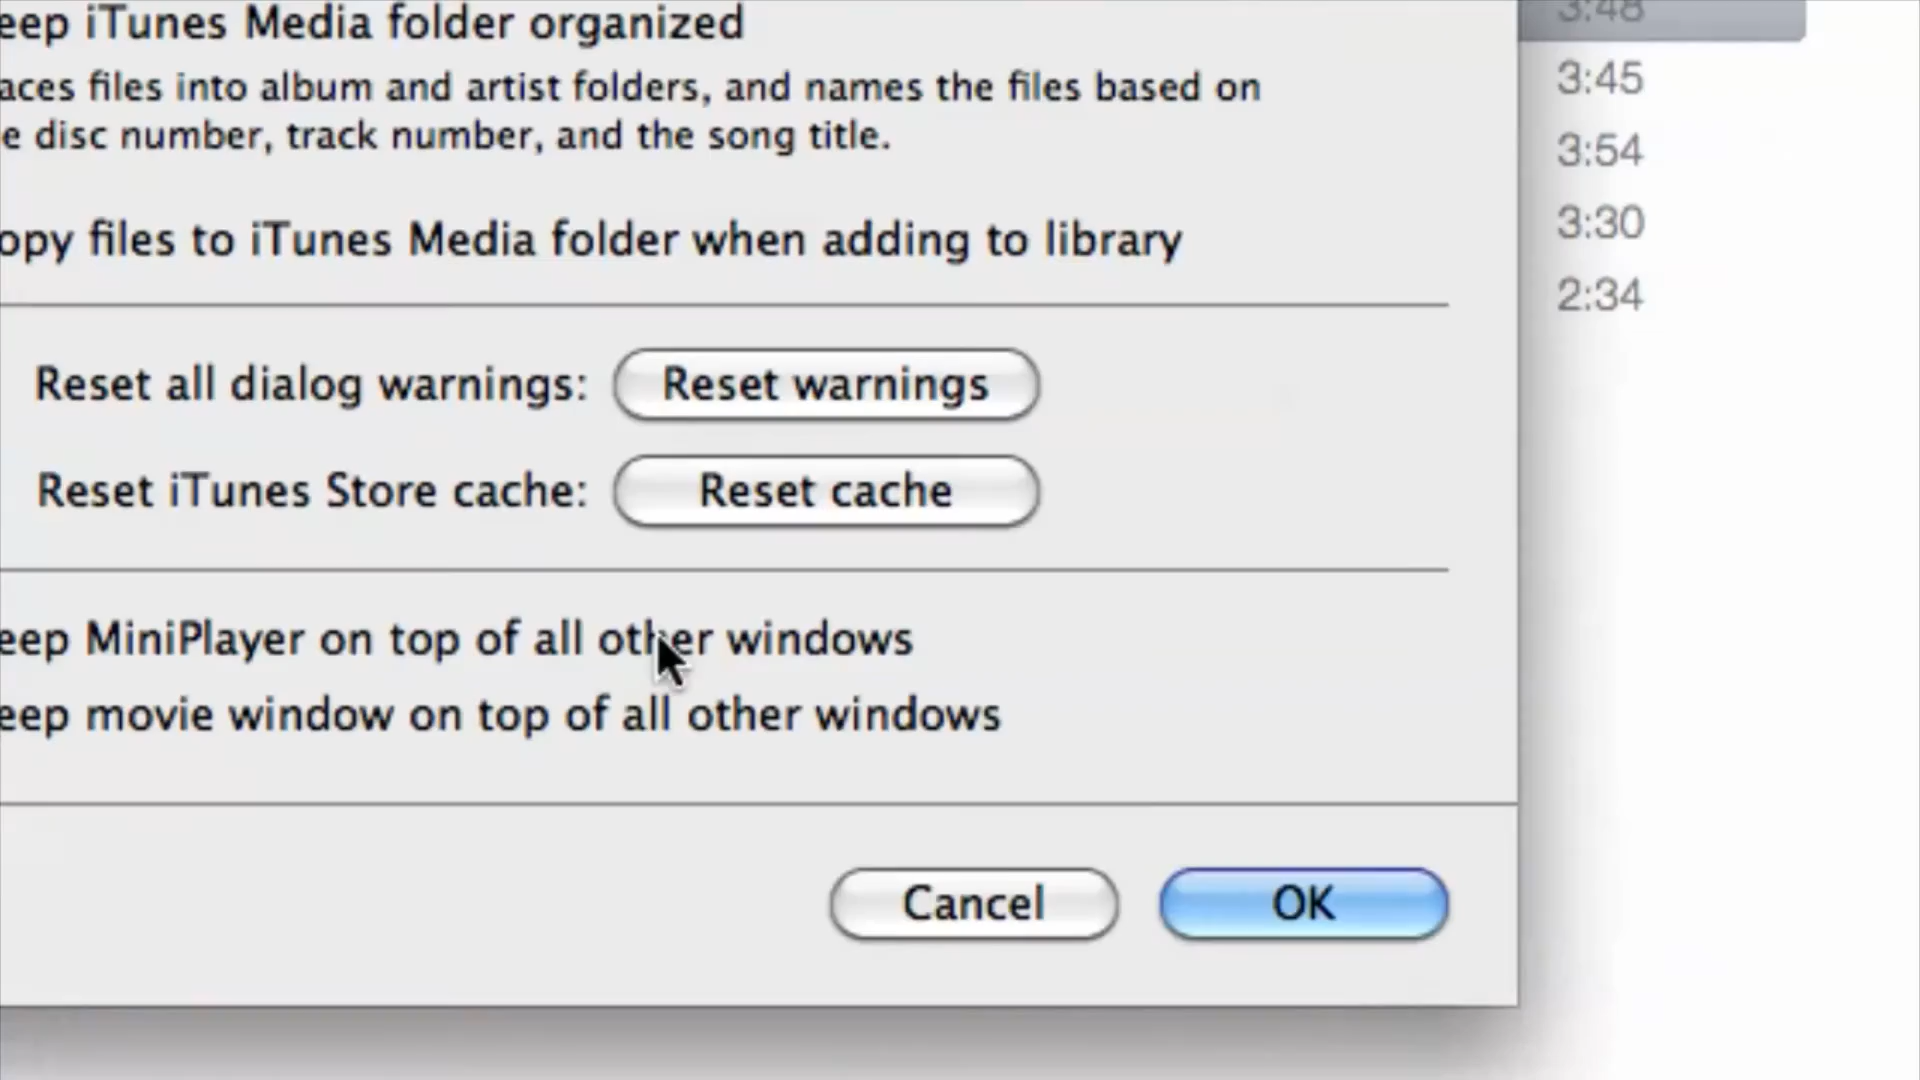 eep iTunes Media folder organized
aces files into album and artist folders, and names the files based on
e disc number, track number, and the song title.
opy files to iTunes Media folder when adding to library
Reset all dialog warnings: Reset warnings
Reset iTunes Store cache: Reset cache
eep MiniPlayer on top of all other windows
eep movie window on top of all other windows
Cancel OK
3:48
3:45
3:54
3:30
2:34